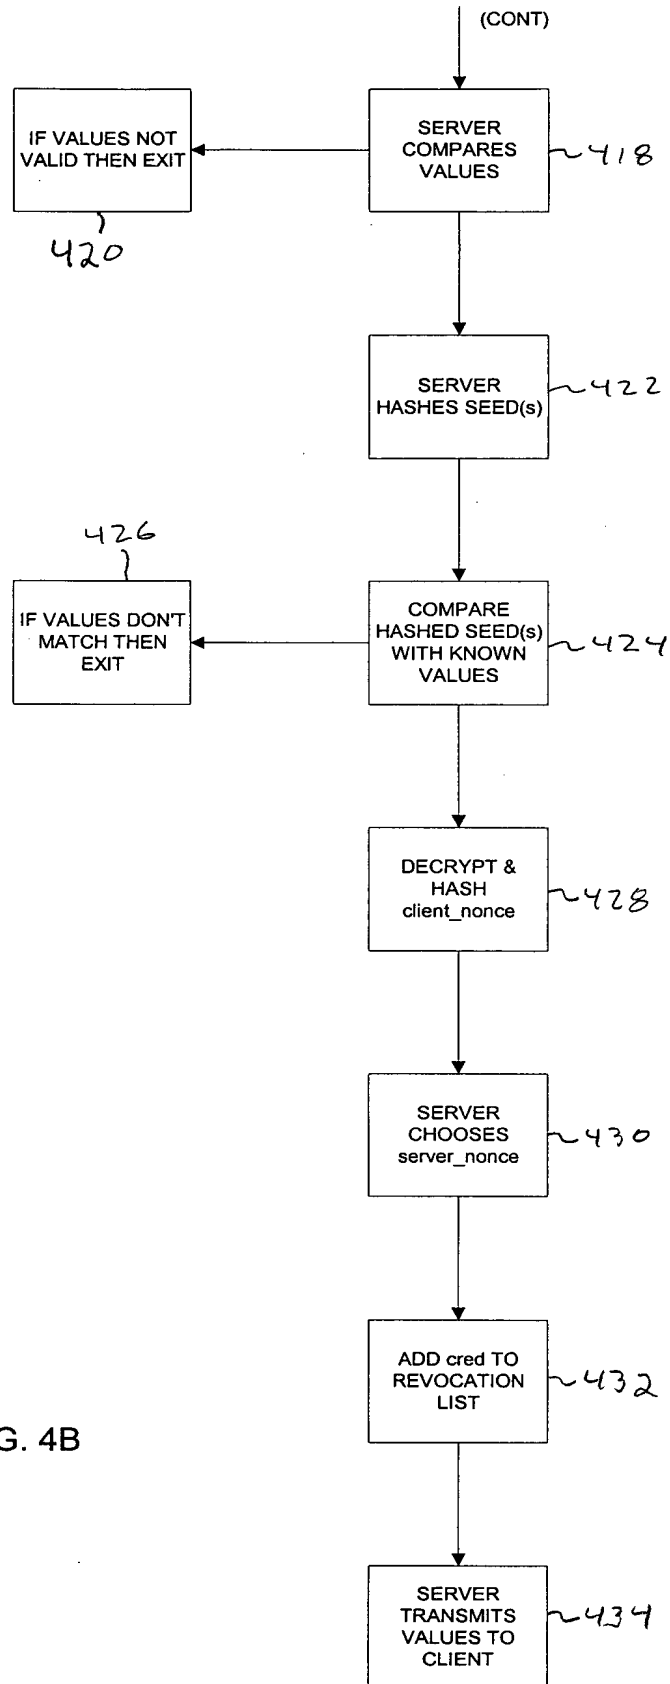 (CONT)
IF VALUES NOT
VALID THEN EXIT
420
SERVER
COMPARES
VALUES
418
SERVER
HASHES SEED(s)
422
426
IF VALUES DON'T
MATCH THEN
EXIT
COMPARE
HASHED SEED(s)
WITH KNOWN
VALUES
424
DECRYPT &
HASH
client_nonce
428
SERVER
CHOOSES
server_nonce
430
ADD cred TO
REVOCATION
LIST
432
G. 4B
SERVER
TRANSMITS
VALUES TO
CLIENT
434